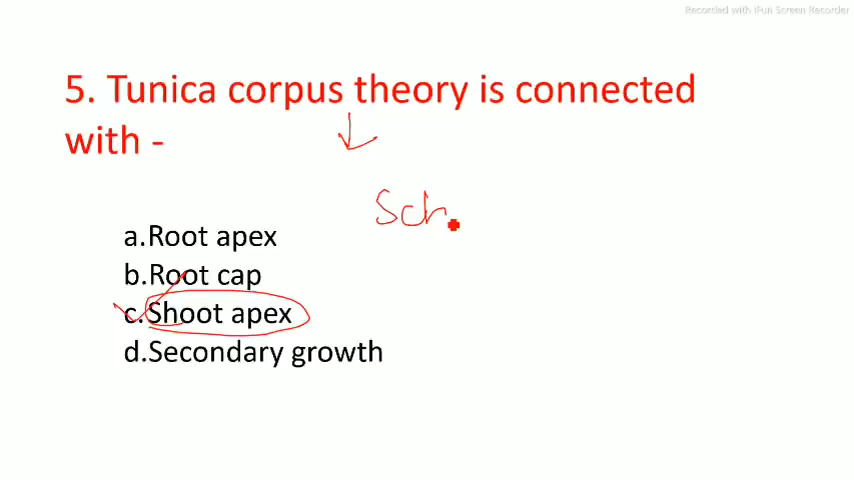 Recorded with iFun Screen Recorder
5. Tunica corpus theory is connected
with -
Sch
a.Root apex
b.Root cap
c.Shoot apex
d.Secondary growth